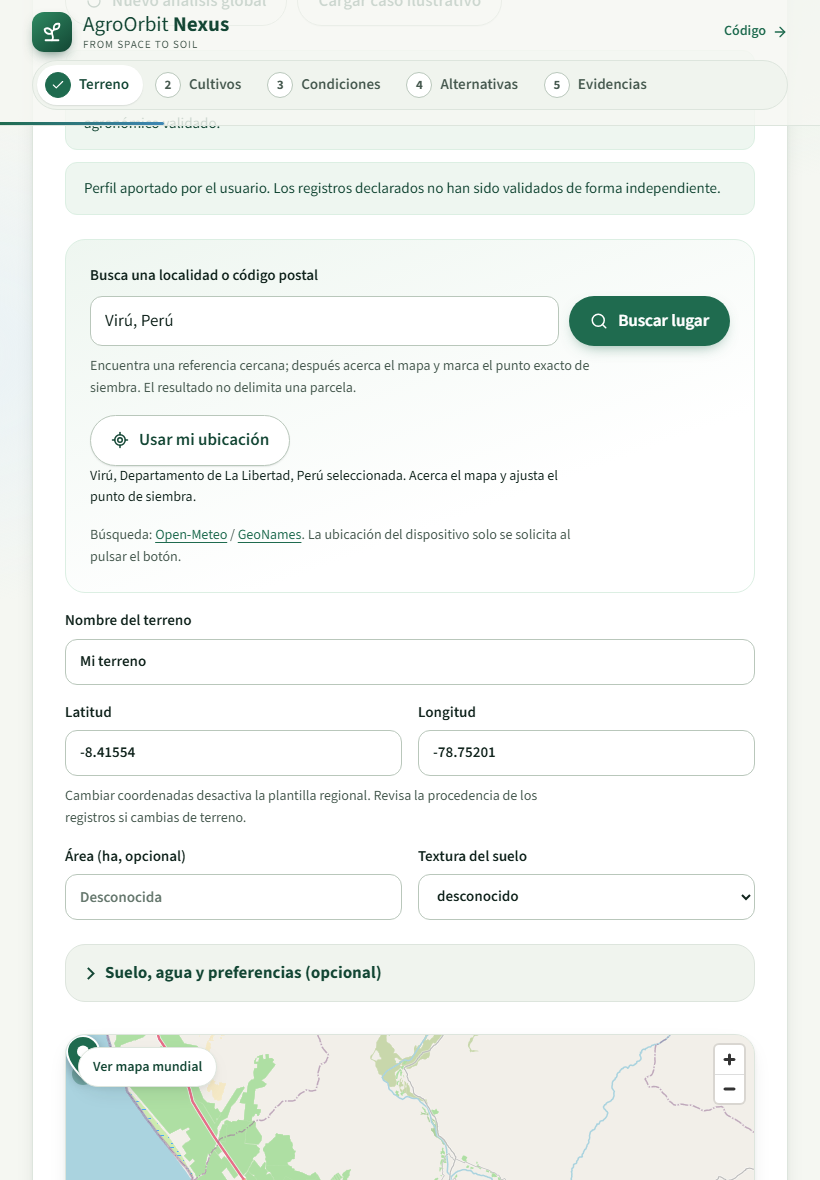 Nuevo análisis global
Cargar caso ilustrativo
AgroOrbit Nexus
FROM SPACE TO SOIL
Código
Terreno
2 Cultivos
3 Condiciones
4 Alternativas
5 Evidencias
agronómico validado.
Perfil aportado por el usuario. Los registros declarados no han sido validados de forma independiente.
Busca una localidad o código postal
Virú, Perú
Buscar lugar
Encuentra una referencia cercana; después acerca el mapa y marca el punto exacto de
siembra. El resultado no delimita una parcela.
Usar mi ubicación
Virú, Departamento de La Libertad, Perú seleccionada. Acerca el mapa y ajusta el
punto de siembra.
Búsqueda: Open-Meteo / GeoNames. La ubicación del dispositivo solo se solicita al
pulsar el botón.
Nombre del terreno
Mi terreno
Latitud
Longitud
-8.41554
-78.75201
Cambiar coordenadas desactiva la plantilla regional. Revisa la procedencia de los
registros si cambias de terreno.
Área (ha, opcional)
Textura del suelo
Desconocida
desconocido
Suelo, agua y preferencias (opcional)
Ver mapa mundial
+
−